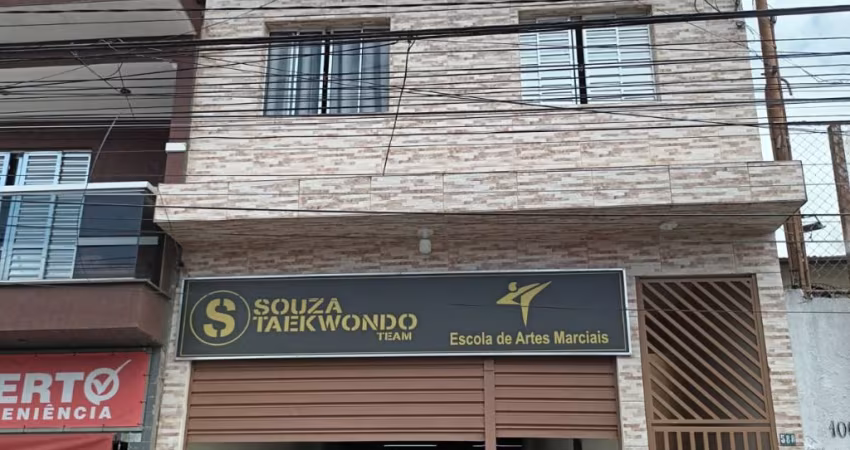 S
SOUZA
TAEKWONDO
TEAM
Escola de Artes Marciais
ERTO
ENIÊNCIA